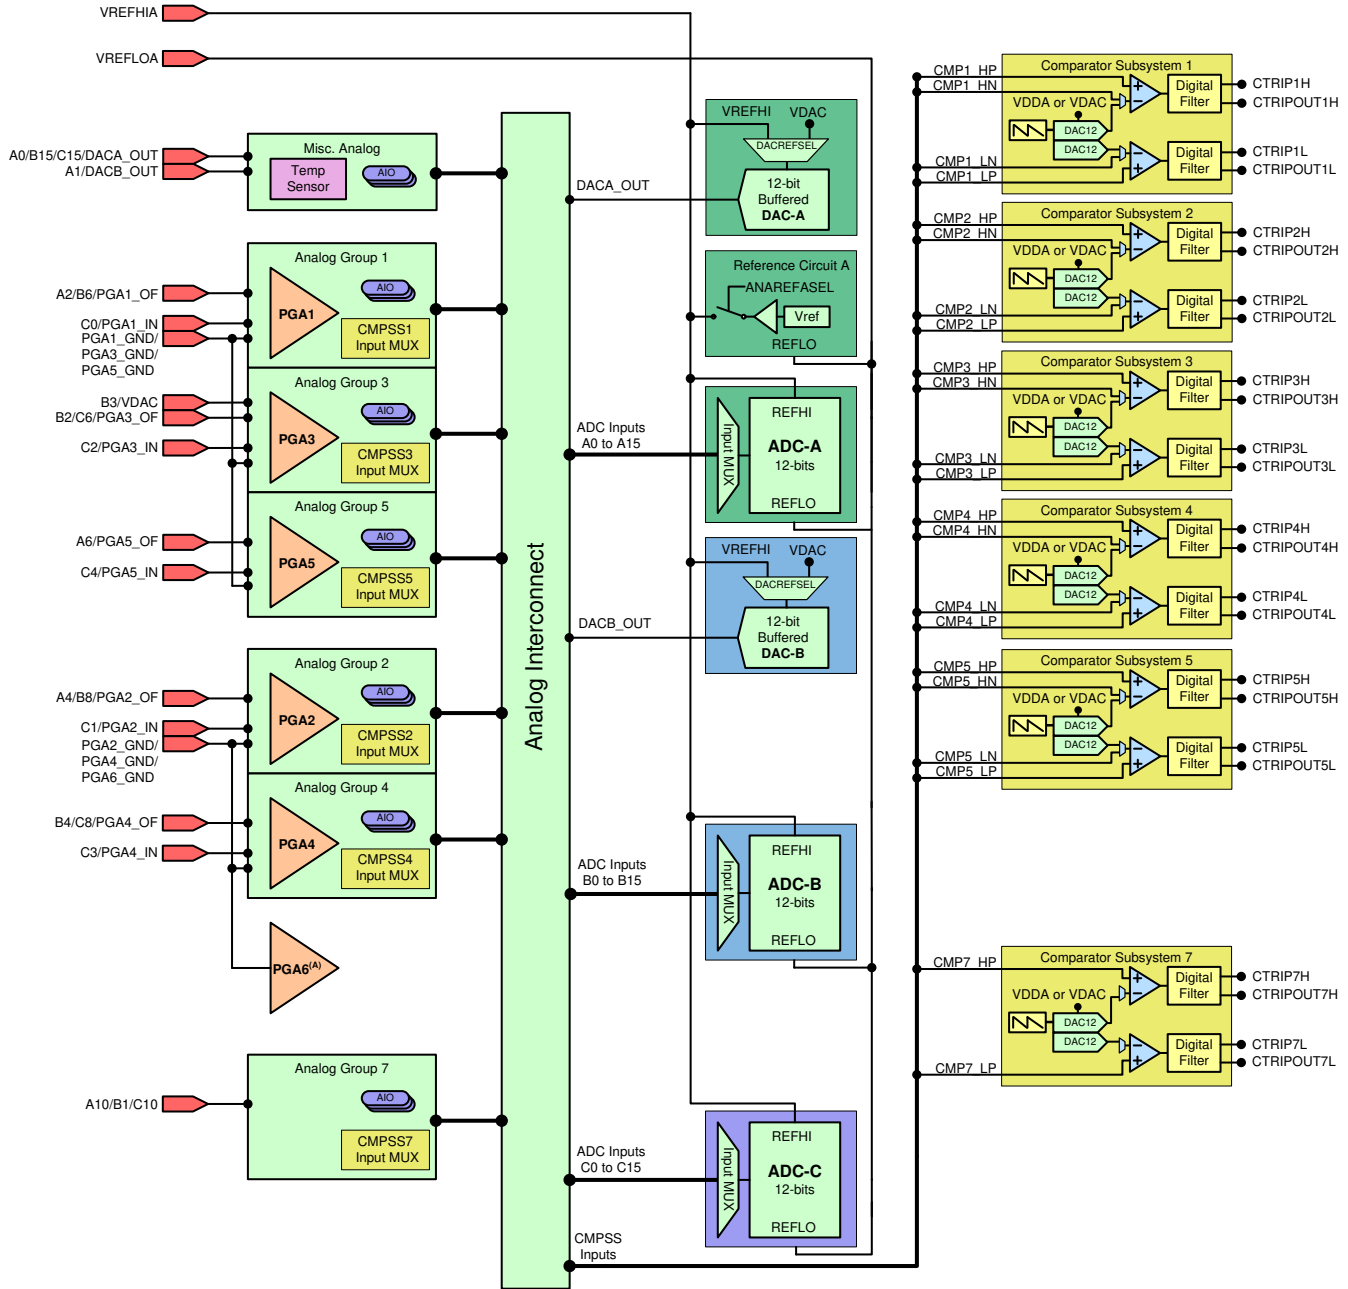 VREFHIA
VREFLOA
A0/B15/C15/DACA_OUT
A1/DACB_OUT
Misc. Analog
Temp
Sensor
AIO
Analog Group 1
A2/B6/PGA1_OF
C0/PGA1_IN
PGA1_GND/
PGA3_GND/
PGA5_GND
PGA1
AIO
CMPSS1
Input MUX
Analog Group 3
B3/VDAC
B2/C6/PGA3_OF
C2/PGA3_IN
PGA3
AIO
CMPSS3
Input MUX
Analog Group 5
A6/PGA5_OF
C4/PGA5_IN
PGA5
AIO
CMPSS5
Input MUX
Analog Group 2
A4/B8/PGA2_OF
C1/PGA2_IN
PGA2_GND/
PGA4_GND/
PGA6_GND
PGA2
AIO
CMPSS2
Input MUX
Analog Group 4
B4/C8/PGA4_OF
C3/PGA4_IN
PGA4
AIO
CMPSS4
Input MUX
PGA6(A)
Analog Group 7
A10/B1/C10
AIO
CMPSS7
Input MUX
Analog Interconnect
DACA_OUT
ADC Inputs
A0 to A15
DACB_OUT
ADC Inputs
B0 to B15
ADC Inputs
C0 to C15
CMPSS
Inputs
VREFHI
VDAC
DACREFSEL
12-bit
Buffered
DAC-A
Reference Circuit A
ANAREFASEL
Vref
REFLO
REFHI
Input MUX
ADC-A
12-bits
REFLO
VREFHI
VDAC
DACREFSEL
12-bit
Buffered
DAC-B
REFHI
Input MUX
ADC-B
12-bits
REFLO
REFHI
Input MUX
ADC-C
12-bits
REFLO
Comparator Subsystem 1
CMP1_HP
CMP1_HN
VDDA or VDAC
DAC12
DAC12
CMP1_LN
CMP1_LP
Digital
Filter
Digital
Filter
CTRIP1H
CTRIPOUT1H
CTRIP1L
CTRIPOUT1L
Comparator Subsystem 2
CMP2_HP
CMP2_HN
VDDA or VDAC
DAC12
DAC12
CMP2_LN
CMP2_LP
Digital
Filter
Digital
Filter
CTRIP2H
CTRIPOUT2H
CTRIP2L
CTRIPOUT2L
Comparator Subsystem 3
CMP3_HP
CMP3_HN
VDDA or VDAC
DAC12
DAC12
CMP3_LN
CMP3_LP
Digital
Filter
Digital
Filter
CTRIP3H
CTRIPOUT3H
CTRIP3L
CTRIPOUT3L
Comparator Subsystem 4
CMP4_HP
CMP4_HN
VDDA or VDAC
DAC12
DAC12
CMP4_LN
CMP4_LP
Digital
Filter
Digital
Filter
CTRIP4H
CTRIPOUT4H
CTRIP4L
CTRIPOUT4L
Comparator Subsystem 5
CMP5_HP
CMP5_HN
VDDA or VDAC
DAC12
DAC12
CMP5_LN
CMP5_LP
Digital
Filter
Digital
Filter
CTRIP5H
CTRIPOUT5H
CTRIP5L
CTRIPOUT5L
Comparator Subsystem 7
CMP7_HP
VDDA or VDAC
DAC12
DAC12
CMP7_LP
Digital
Filter
Digital
Filter
CTRIP7H
CTRIPOUT7H
CTRIP7L
CTRIPOUT7L